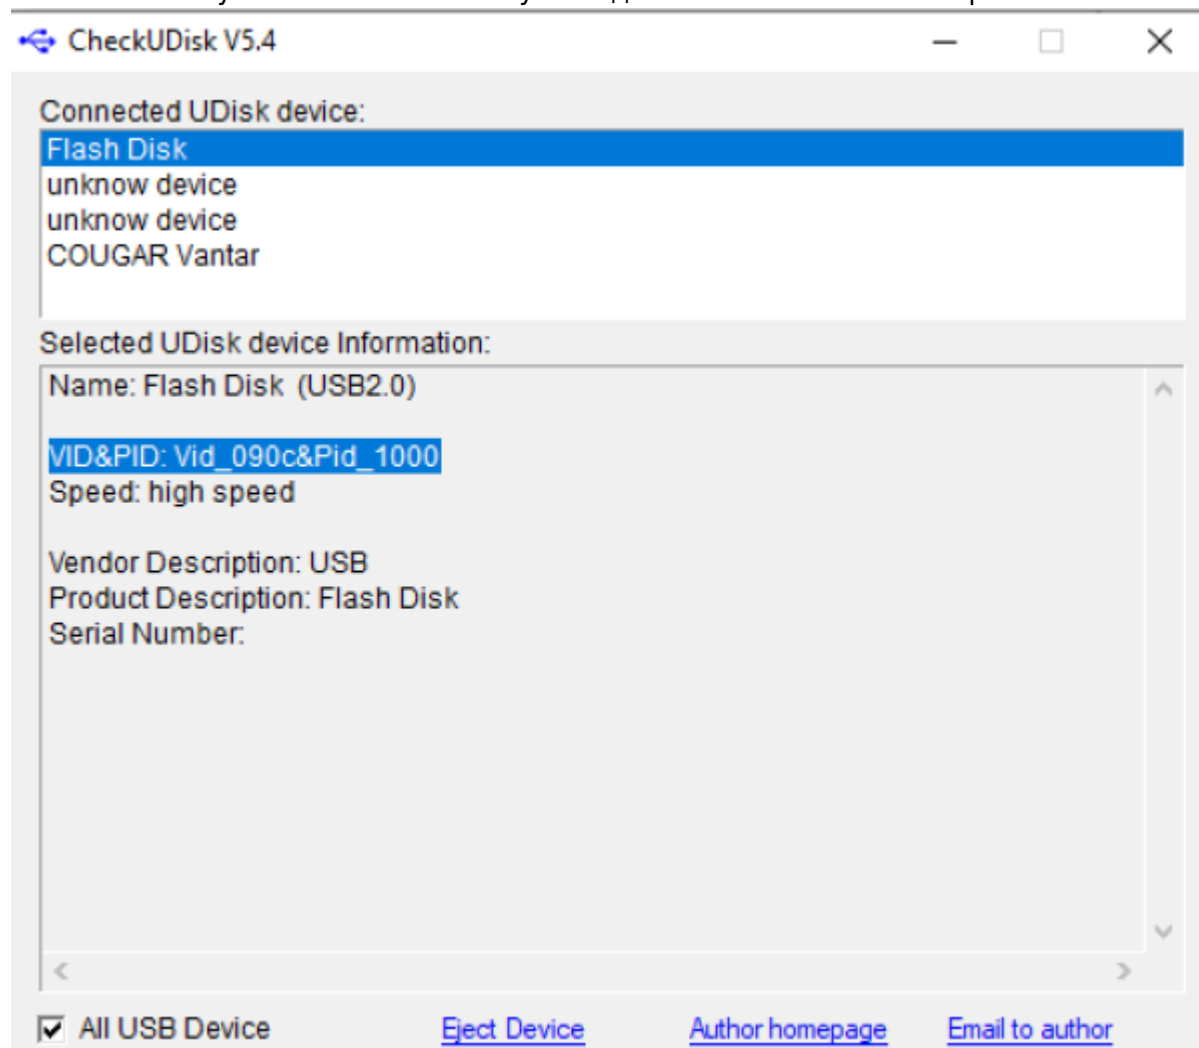 CheckUDisk V5.4
Connected UDisk device:
Flash Disk
unknow device
unknow device
COUGAR Vantar
Selected UDisk device Information:
Name: Flash Disk (USB2.0)
VID&PID: Vid_090c&Pid_1000
Speed: high speed
Vendor Description: USB
Product Description: Flash Disk
Serial Number:
All USB Device Eject Device Author homepage Email to author